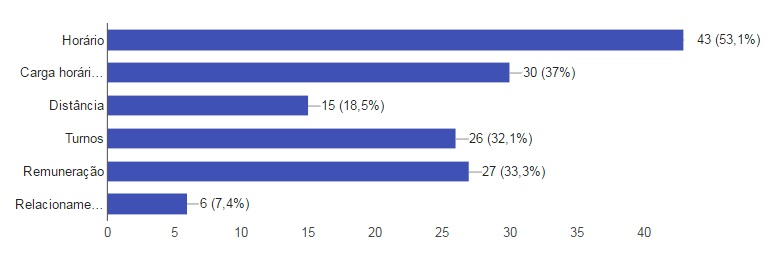 Horário 43 (53,1%)
Carga horári... 30 (37%)
Distância 15 (18,5%)
Turnos 26 (32,1%)
Remuneração 27 (33,3%)
Relacioname... 6 (7,4%)
0 5 10 15 20 25 30 35 40